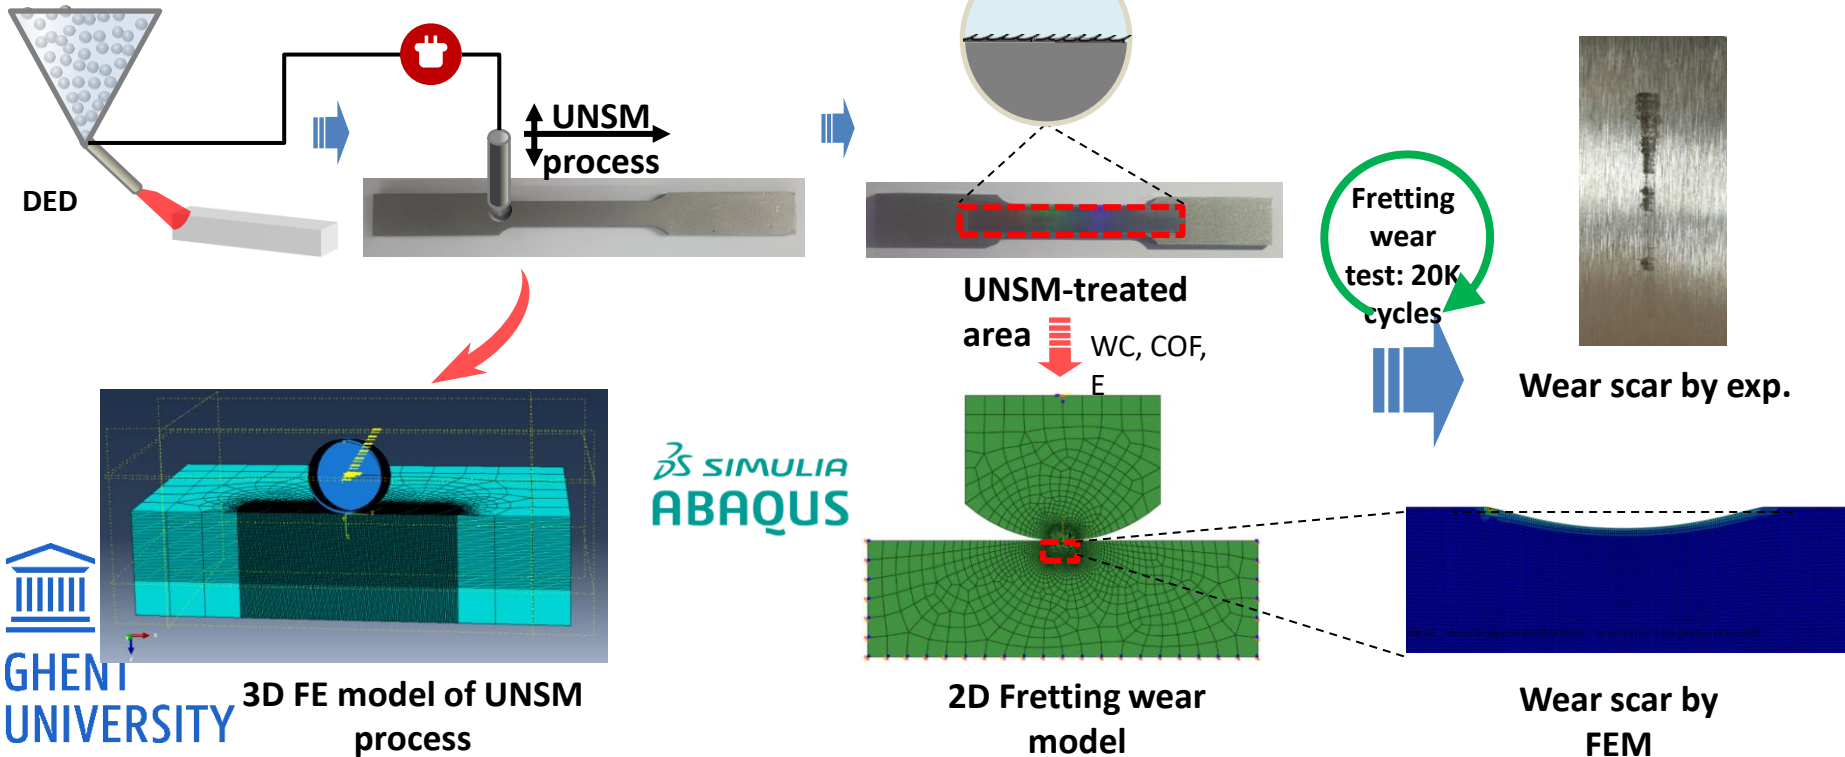 DED
UNSM
process
UNSM-treated
area
WC, COF,
E
Fretting
wear
test: 20K
cycles
Wear scar by exp.
SIMULIA
ABAQUS
GHENT
UNIVERSITY
3D FE model of UNSM
process
2D Fretting wear
model
Wear scar by
FEM